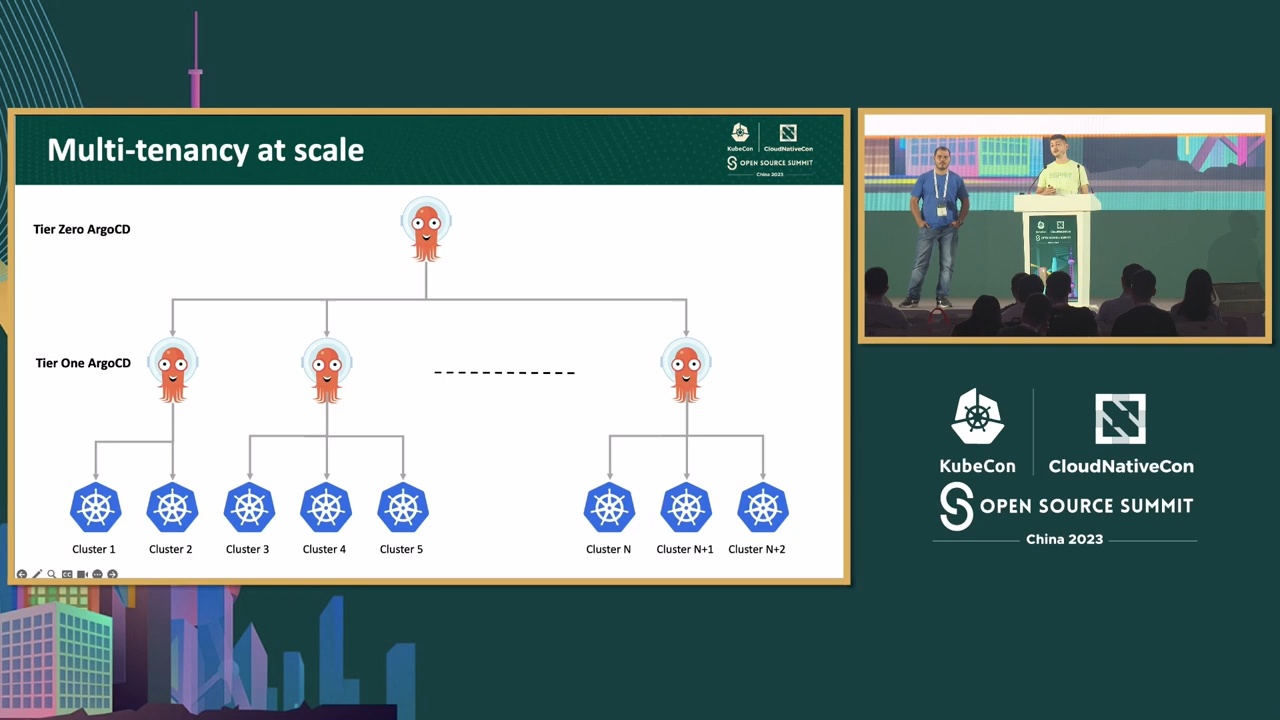 Multi-tenancy at scale
KubeCon
CloudNativeCon
OPEN SOURCE SUMMIT
China 2023
Tier Zero ArgoCD
Tier One ArgoCD
Cluster 1
Cluster 2
Cluster 3
Cluster 4
Cluster 5
Cluster N
Cluster N+1
Cluster N+2
KubeCon
CloudNativeCon
OPEN SOURCE SUMMIT
China 2023